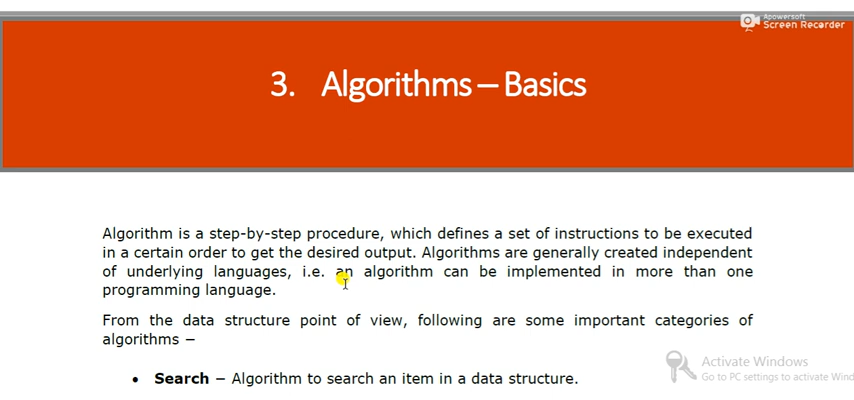 Apowersoft
Screen Recorder
3. Algorithms – Basics
Algorithm is a step-by-step procedure, which defines a set of instructions to be executed
in a certain order to get the desired output. Algorithms are generally created independent
of underlying languages, i.e. an algorithm can be implemented in more than one
programming language.
From the data structure point of view, following are some important categories of
algorithms −
• Search − Algorithm to search an item in a data structure.
Activate Windows
Go to PC settings to activate Wind